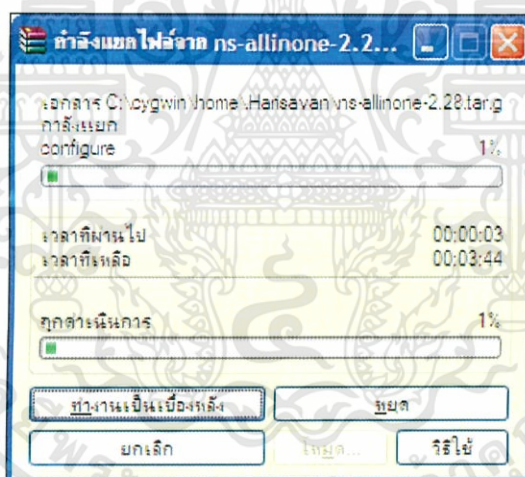 กำลังแยกไฟล์จาก ns-allinone-2.2...
เอกสาร C:\cygwin\home\Harisavan\ns-allinone-2.28.tar.g
กำลังแยก
configure 1%
เวลาที่ผ่านไป 00:00:03
เวลาที่เหลือ 00:03:44
ถูกดำเนินการ 1%
ทำงานเป็นเบื้องหลัง หยุด
ยกเลิก โหมด... วิธีใช้